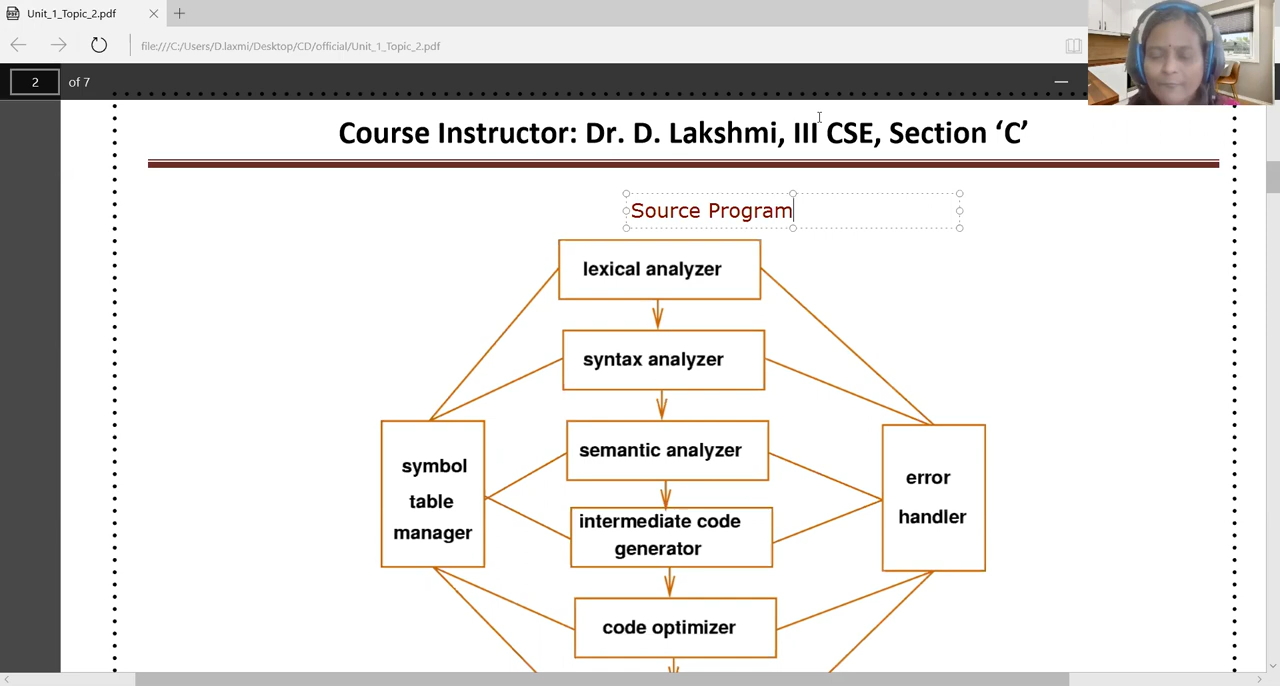 Unit_1_Topic_2.pdf
file:///C:/Users/D.laxmi/Desktop/CD/official/Unit_1_Topic_2.pdf
2 of 7
Course Instructor: Dr. D. Lakshmi, III CSE, Section ‘C’
Source Program
lexical analyzer
syntax analyzer
semantic analyzer
symbol
table
manager
error
handler
intermediate code
generator
code optimizer